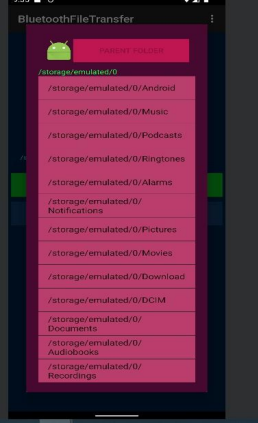 BluetoothFileTransfer
PARENT FOLDER
/storage/emulated/0
/storage/emulated/0/Android
/storage/emulated/0/Music
/storage/emulated/0/Podcasts
/storage/emulated/0/Ringtones
/storage/emulated/0/Alarms
/storage/emulated/0/
Notifications
/storage/emulated/0/Pictures
/storage/emulated/0/Movies
/storage/emulated/0/Download
/storage/emulated/0/DCIM
/storage/emulated/0/
Documents
/storage/emulated/0/
Audiobooks
/storage/emulated/0/
Recordings